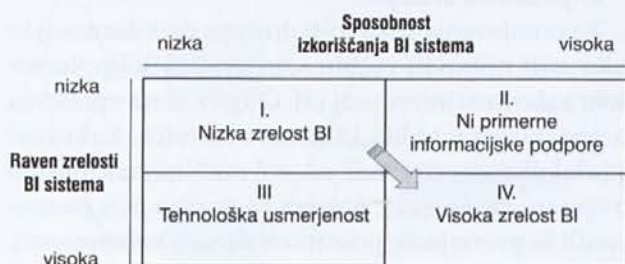 Sposobnost
nizka izkoriščanja BI sistema visoka
nizka
I.
Nizka zrelost BI
II.
Ni primerne
informacijske podpore
Raven zrelosti
BI sistema
III
Tehnološka usmerjenost
IV.
Visoka zrelost BI
visoka